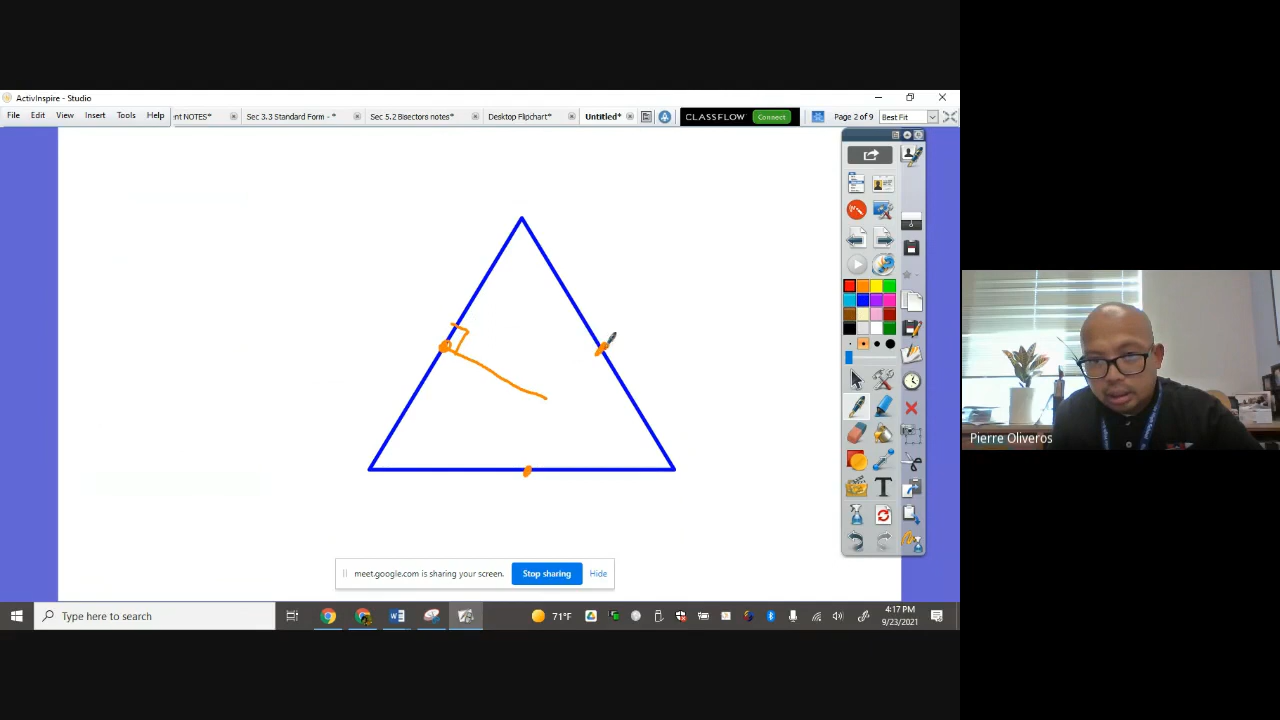 ActivInspire - Studio
File Edit View Insert Tools Help
nt NOTES* Sec 3.3 Standard Form - * Sec 5.2 Bisectors notes* Desktop Flipchart* Untitled*
CLASSFLOW Connect
Page 2 of 9 Best Fit
T
Pierre Oliveros
meet.google.com is sharing your screen. Stop sharing Hide
Type here to search
71°F
4:17 PM
9/23/2021